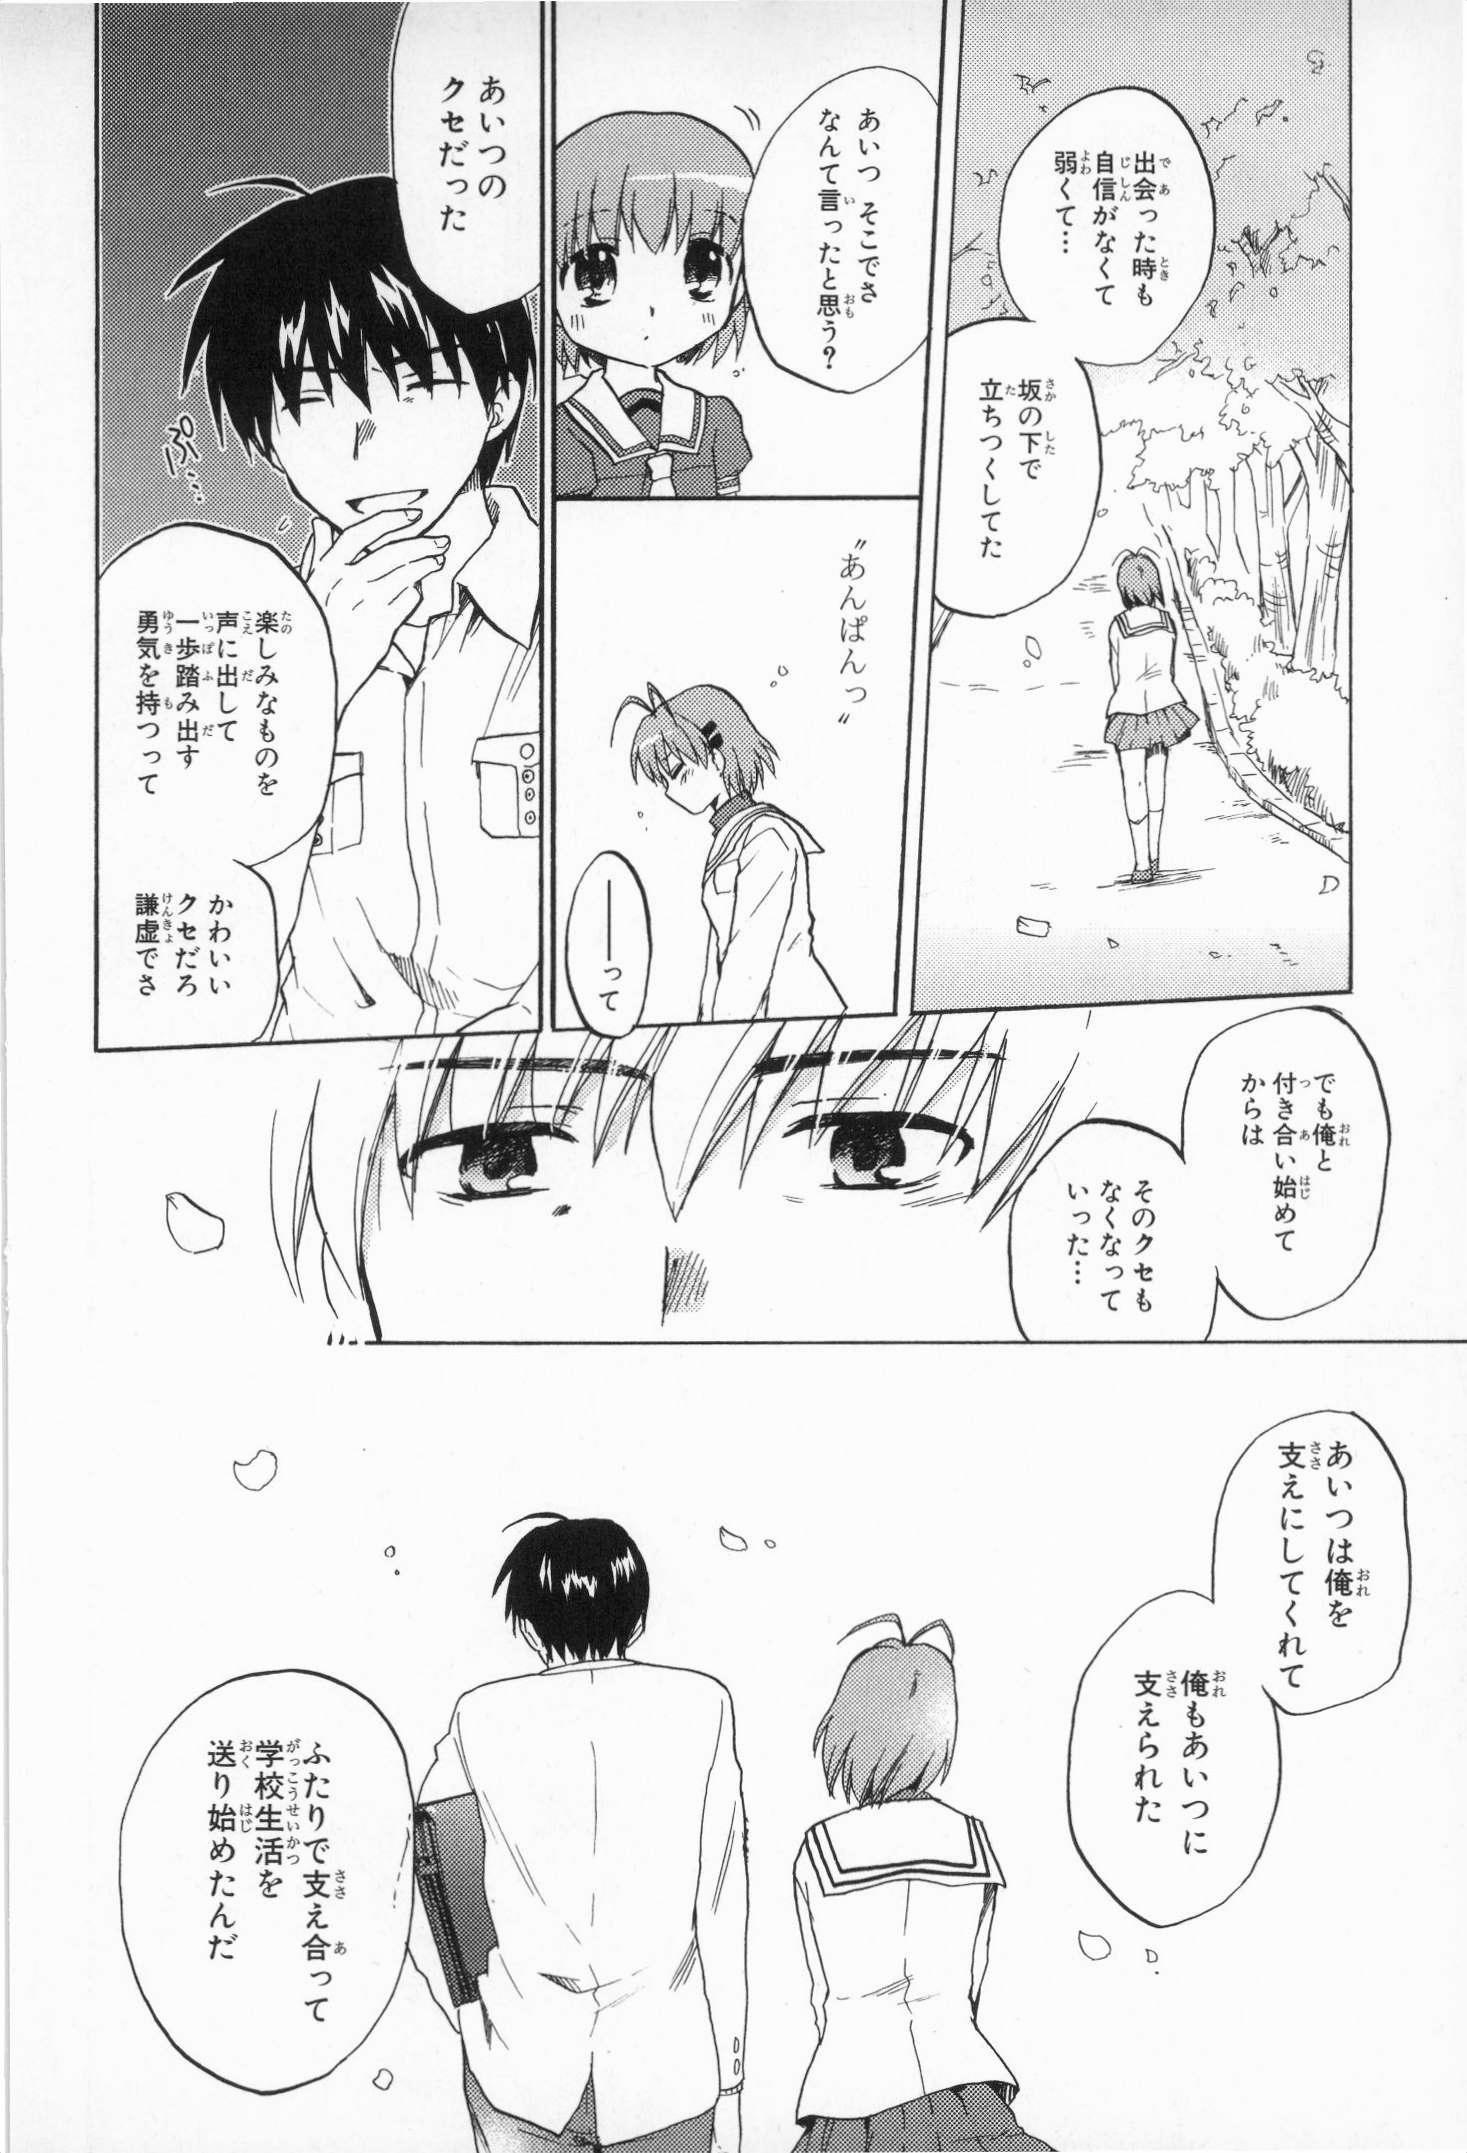 出会った時も
自信がなくて
弱くて…
坂の下で
立ちつくしてた
あいつ そこでさ
なんて言ったと思う?
〝あんぱんっ〟
――って
あいつの
クセだった
ぷ…
楽しみなものを
声に出して
一歩踏み出す
勇気を持つって
かわいい
クセだろ
謙虚でさ
でも俺と
付き合い始めて
からは
そのクセも
なくなって
いった…
あいつは俺を
支えにしてくれて
俺もあいつに
支えられた
ふたりで支え合って
学校生活を
送り始めたんだ